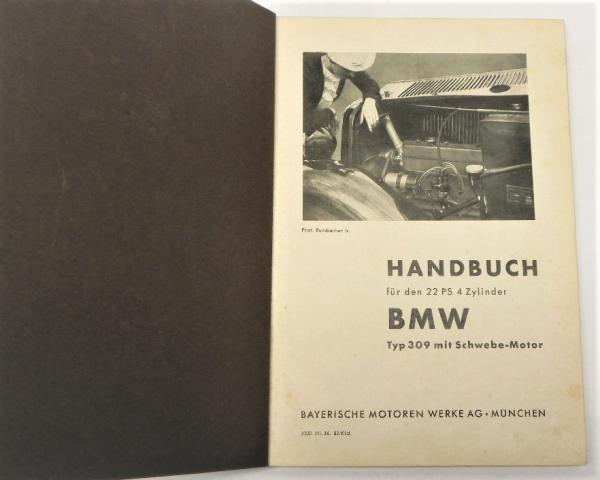 Phot. Rumbacher jr.
HANDBUCH
für den 22 PS 4 Zylinder
BMW
Typ 309 mit Schwebe-Motor
BAYERISCHE MOTOREN WERKE AG • MÜNCHEN